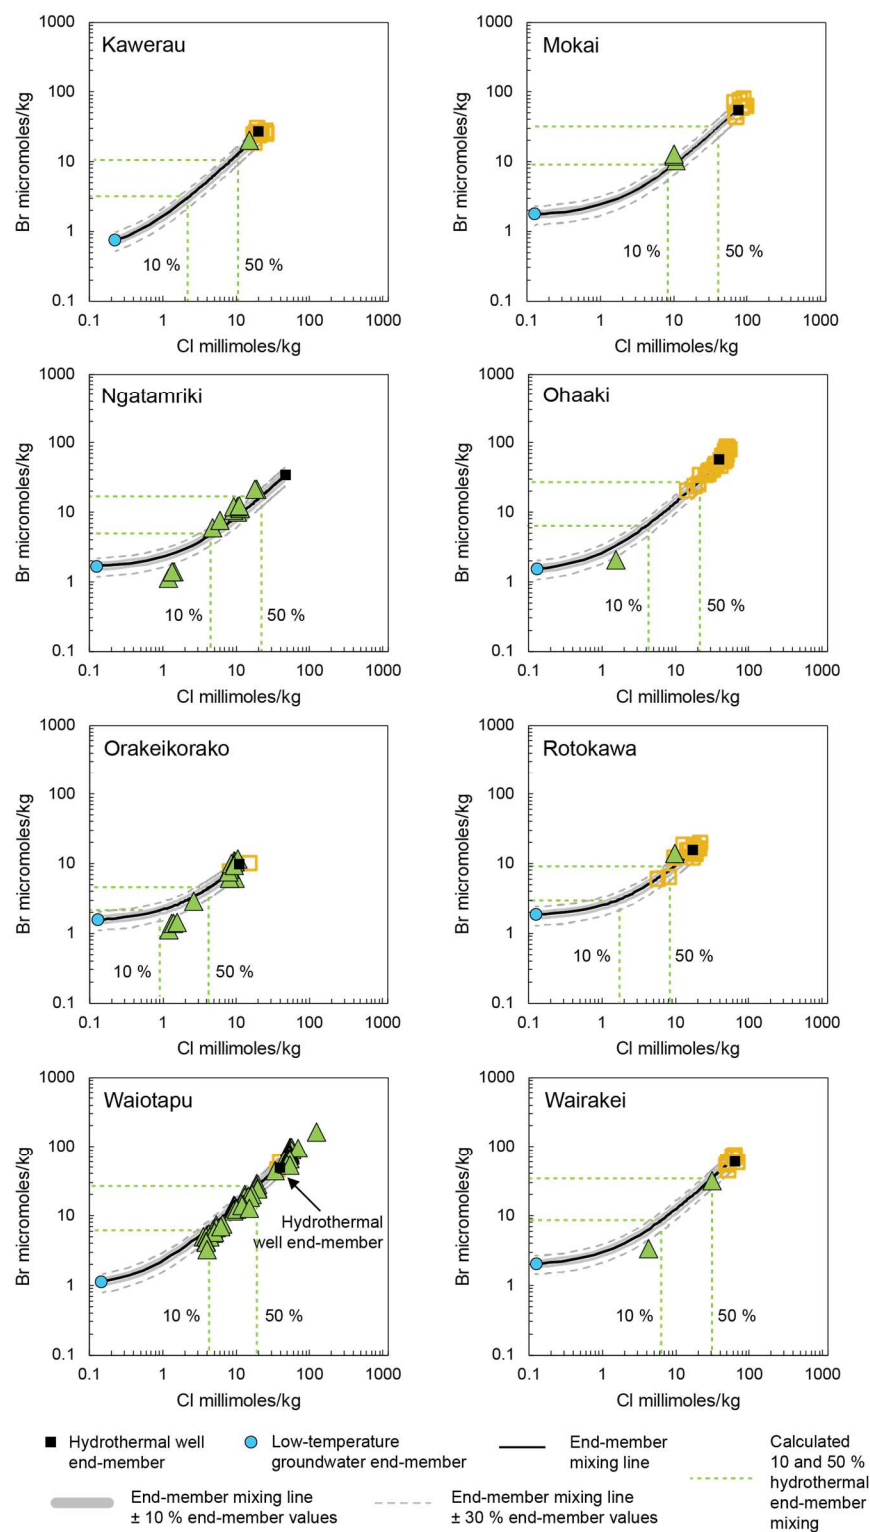 Kawerau
Br micromoles/kg
1000
100
10
1
0.1
10 %
50 %
0.1
1
10
100
1000
Cl millimoles/kg
Mokai
Br micromoles/kg
1000
100
10
1
0.1
10 %
50 %
0.1
1
10
100
1000
Cl millimoles/kg
Ngatamriki
Br micromoles/kg
1000
100
10
1
0.1
10 %
50 %
0.1
1
10
100
1000
Cl millimoles/kg
Ohaaki
Br micromoles/kg
1000
100
10
1
0.1
10 %
50 %
0.1
1
10
100
1000
Cl millimoles/kg
Orakeikorako
Br micromoles/kg
1000
100
10
1
0.1
10 %
50 %
0.1
1
10
100
1000
Cl millimoles/kg
Rotokawa
Br micromoles/kg
1000
100
10
1
0.1
10 %
50 %
0.1
1
10
100
1000
Cl millimoles/kg
Waiotapu
Br micromoles/kg
1000
100
10
1
0.1
Hydrothermal
well end-member
10 %
50 %
0.1
1
10
100
1000
Cl millimoles/kg
Wairakei
Br micromoles/kg
1000
100
10
1
0.1
10 %
50 %
0.1
1
10
100
1000
Cl millimoles/kg
Hydrothermal well
end-member
Low-temperature
groundwater end-member
End-member
mixing line
Calculated
10 and 50 %
hydrothermal
end-member
mixing
End-member mixing line
± 10 % end-member values
End-member mixing line
± 30 % end-member values